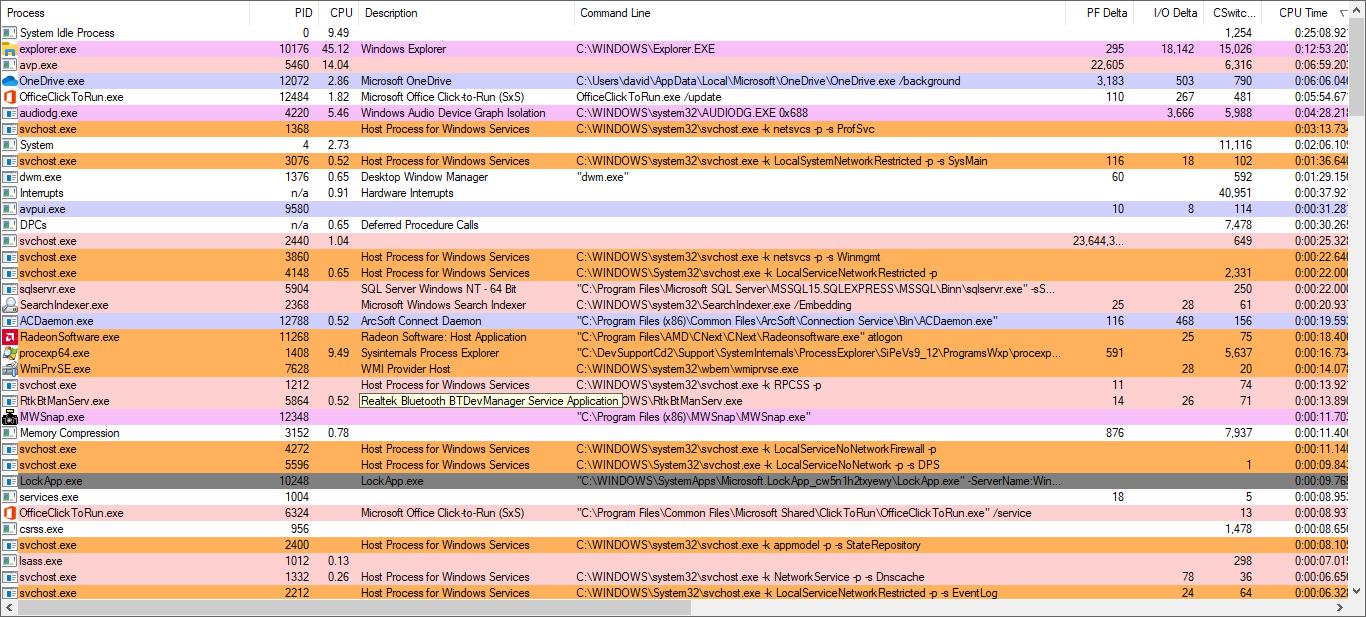 Process PID CPU Description Command Line PF Delta I/O Delta CSwitc... CPU Time
System Idle Process 0 9.49 1,254 0:25:08.92
explorer.exe 10176 45.12 Windows Explorer C:\WINDOWS\Explorer.EXE 295 18,142 15,026 0:12:53.20
avp.exe 5460 14.04 22,605 6,316 0:06:59.20
OneDrive.exe 12072 2.86 Microsoft OneDrive C:\Users\david\AppData\Local\Microsoft\OneDrive\OneDrive.exe /background 3,183 503 790 0:06:06.04
OfficeClickToRun.exe 12484 1.82 Microsoft Office Click-to-Run (SxS) OfficeClickToRun.exe /update 110 267 481 0:05:54.67
audiodg.exe 4220 5.46 Windows Audio Device Graph Isolation C:\WINDOWS\system32\AUDIODG.EXE 0x688 3,666 5,988 0:04:28.21
svchost.exe 1368 Host Process for Windows Services C:\WINDOWS\system32\svchost.exe -k netsvcs -p -s ProfSvc 0:03:13.73
System 4 2.73 11,116 0:02:06.10
svchost.exe 3076 0.52 Host Process for Windows Services C:\WINDOWS\system32\svchost.exe -k LocalSystemNetworkRestricted -p -s SysMain 116 18 102 0:01:36.64
dwm.exe 1376 0.65 Desktop Window Manager "dwm.exe" 60 592 0:01:29.15
Interrupts n/a 0.91 Hardware Interrupts 40,951 0:00:37.92
avpui.exe 9580 10 8 114 0:00:31.28
DPCs n/a 0.65 Deferred Procedure Calls 7,478 0:00:30.26
svchost.exe 2440 1.04 23,644,3... 649 0:00:25.32
svchost.exe 3860 Host Process for Windows Services C:\WINDOWS\system32\svchost.exe -k netsvcs -p -s Winmgmt 0:00:22.64
svchost.exe 4148 0.65 Host Process for Windows Services C:\WINDOWS\System32\svchost.exe -k LocalServiceNetworkRestricted -p 2,331 0:00:22.00
sqlservr.exe 5904 SQL Server Windows NT - 64 Bit "C:\Program Files\Microsoft SQL Server\MSSQL15.SQLEXPRESS\MSSQL\Binn\sqlservr.exe" -sS... 250 0:00:22.00
SearchIndexer.exe 2368 Microsoft Windows Search Indexer C:\WINDOWS\system32\SearchIndexer.exe /Embedding 25 28 61 0:00:20.93
ACDaemon.exe 12788 0.52 ArcSoft Connect Daemon "C:\Program Files (x86)\Common Files\ArcSoft\Connection Service\Bin\ACDaemon.exe" 116 468 156 0:00:19.59
RadeonSoftware.exe 11268 Radeon Software: Host Application "C:\Program Files\AMD\CNext\CNext\Radeonsoftware.exe" atlogon 25 75 0:00:18.40
procexp64.exe 1408 9.49 Sysinternals Process Explorer "C:\DevSupportCd2\Support\SystemInternals\ProcessExplorer\SiPeVs9_12\ProgramsWxp\procexp... 591 5,637 0:00:16.73
WmiPrvSE.exe 7628 WMI Provider Host C:\WINDOWS\system32\wbem\wmiprvse.exe 28 20 0:00:14.07
svchost.exe 1212 Host Process for Windows Services C:\WINDOWS\system32\svchost.exe -k RPCSS -p 11 74 0:00:13.92
RtkBtManServ.exe 5864 0.52 Realtek Bluetooth BTDevManager Service Application OWS\RtkBtManServ.exe 14 26 71 0:00:13.89
MWSnap.exe 12348 "C:\Program Files (x86)\MWSnap\MWSnap.exe" 0:00:11.70
Memory Compression 3152 0.78 876 7,937 0:00:11.40
svchost.exe 4272 Host Process for Windows Services C:\WINDOWS\system32\svchost.exe -k LocalServiceNoNetworkFirewall -p 0:00:11.14
svchost.exe 5596 Host Process for Windows Services C:\WINDOWS\System32\svchost.exe -k LocalServiceNoNetwork -p -s DPS 1 0:00:09.84
LockApp.exe 10248 LockApp.exe "C:\WINDOWS\SystemApps\Microsoft.LockApp_cw5n1h2txyewy\LockApp.exe" -ServerName:Win... 0:00:09.76
services.exe 1004 18 5 0:00:08.95
OfficeClickToRun.exe 6324 Microsoft Office Click-to-Run (SxS) "C:\Program Files\Common Files\Microsoft Shared\ClickToRun\OfficeClickToRun.exe" /service 13 0:00:08.93
csrss.exe 956 1,478 0:00:08.65
svchost.exe 2400 Host Process for Windows Services C:\WINDOWS\system32\svchost.exe -k appmodel -p -s StateRepository 0:00:08.10
lsass.exe 1012 0.13 298 0:00:07.01
svchost.exe 1332 0.26 Host Process for Windows Services C:\WINDOWS\system32\svchost.exe -k NetworkService -p -s Dnscache 78 36 0:00:06.65
svchost.exe 2212 Host Process for Windows Services C:\WINDOWS\System32\svchost.exe -k LocalServiceNetworkRestricted -p -s EventLog 24 64 0:00:06.32